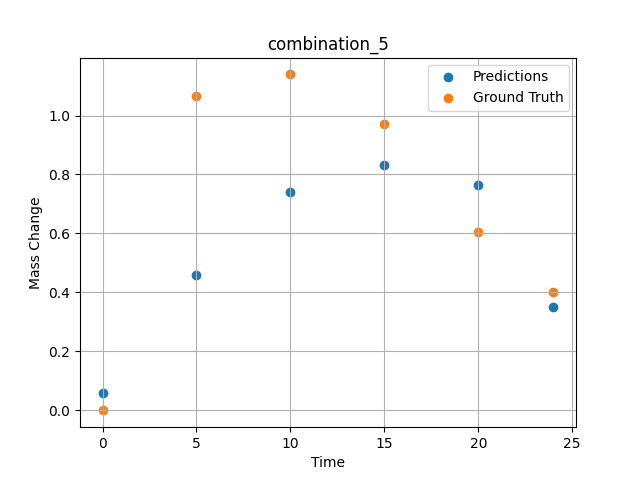 combination_5
Predictions
Ground Truth
Mass Change
1.0
0.8
0.6
0.4
0.2
0.0
0 5 10 15 20 25
Time